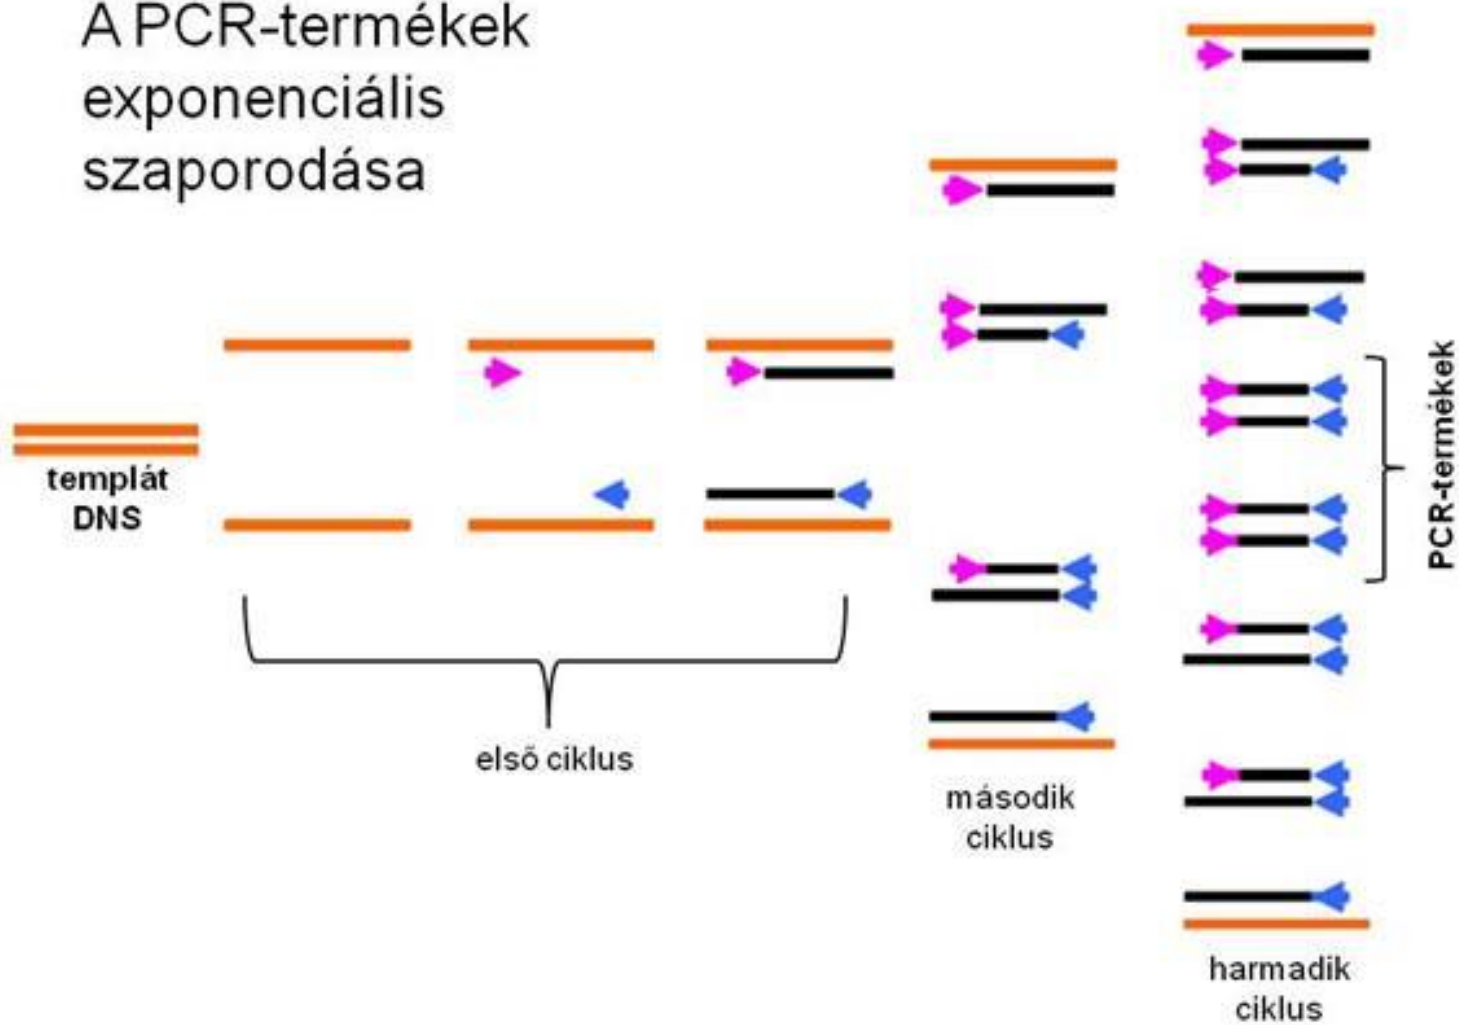 A PCR-termékek
exponenciális
szaporodása
templát
DNS
első ciklus
második
ciklus
harmadik
ciklus
PCR-termékek